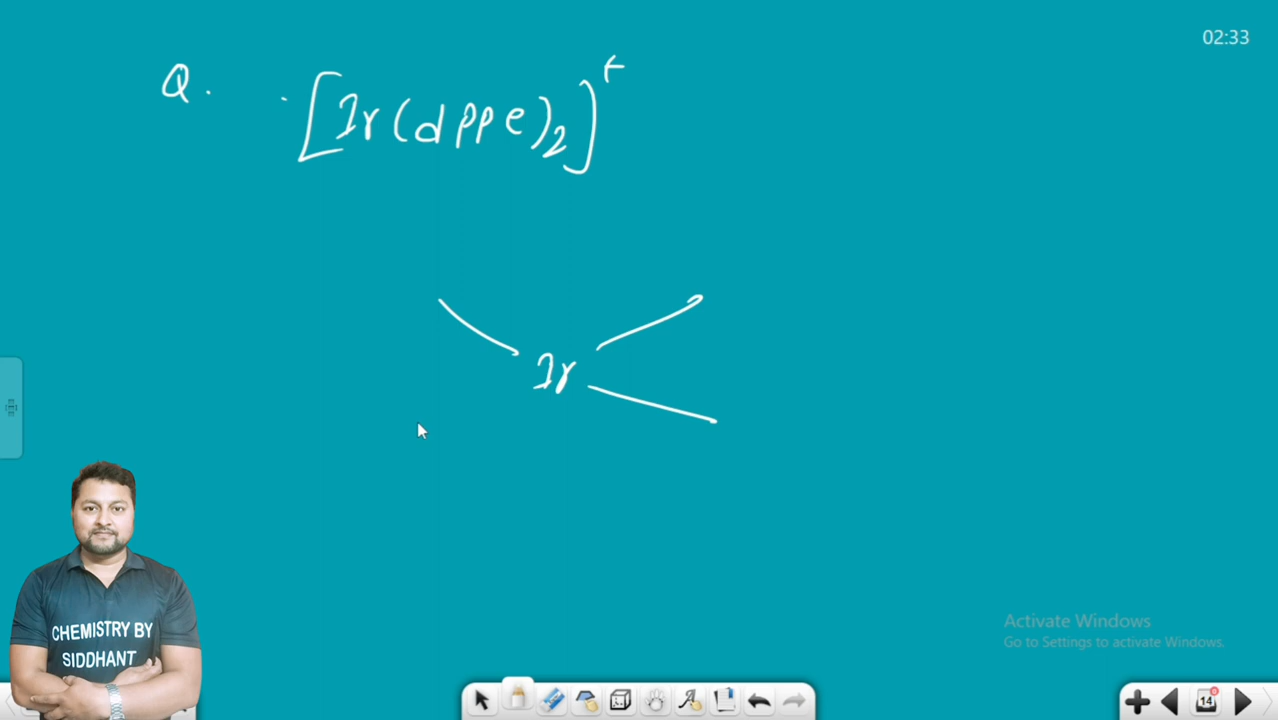 02:33
Q. [Ir(dppe)2]+
Ir
CHEMISTRY BY
SIDDHANT
Activate Windows
Go to Settings to activate Windows.
14